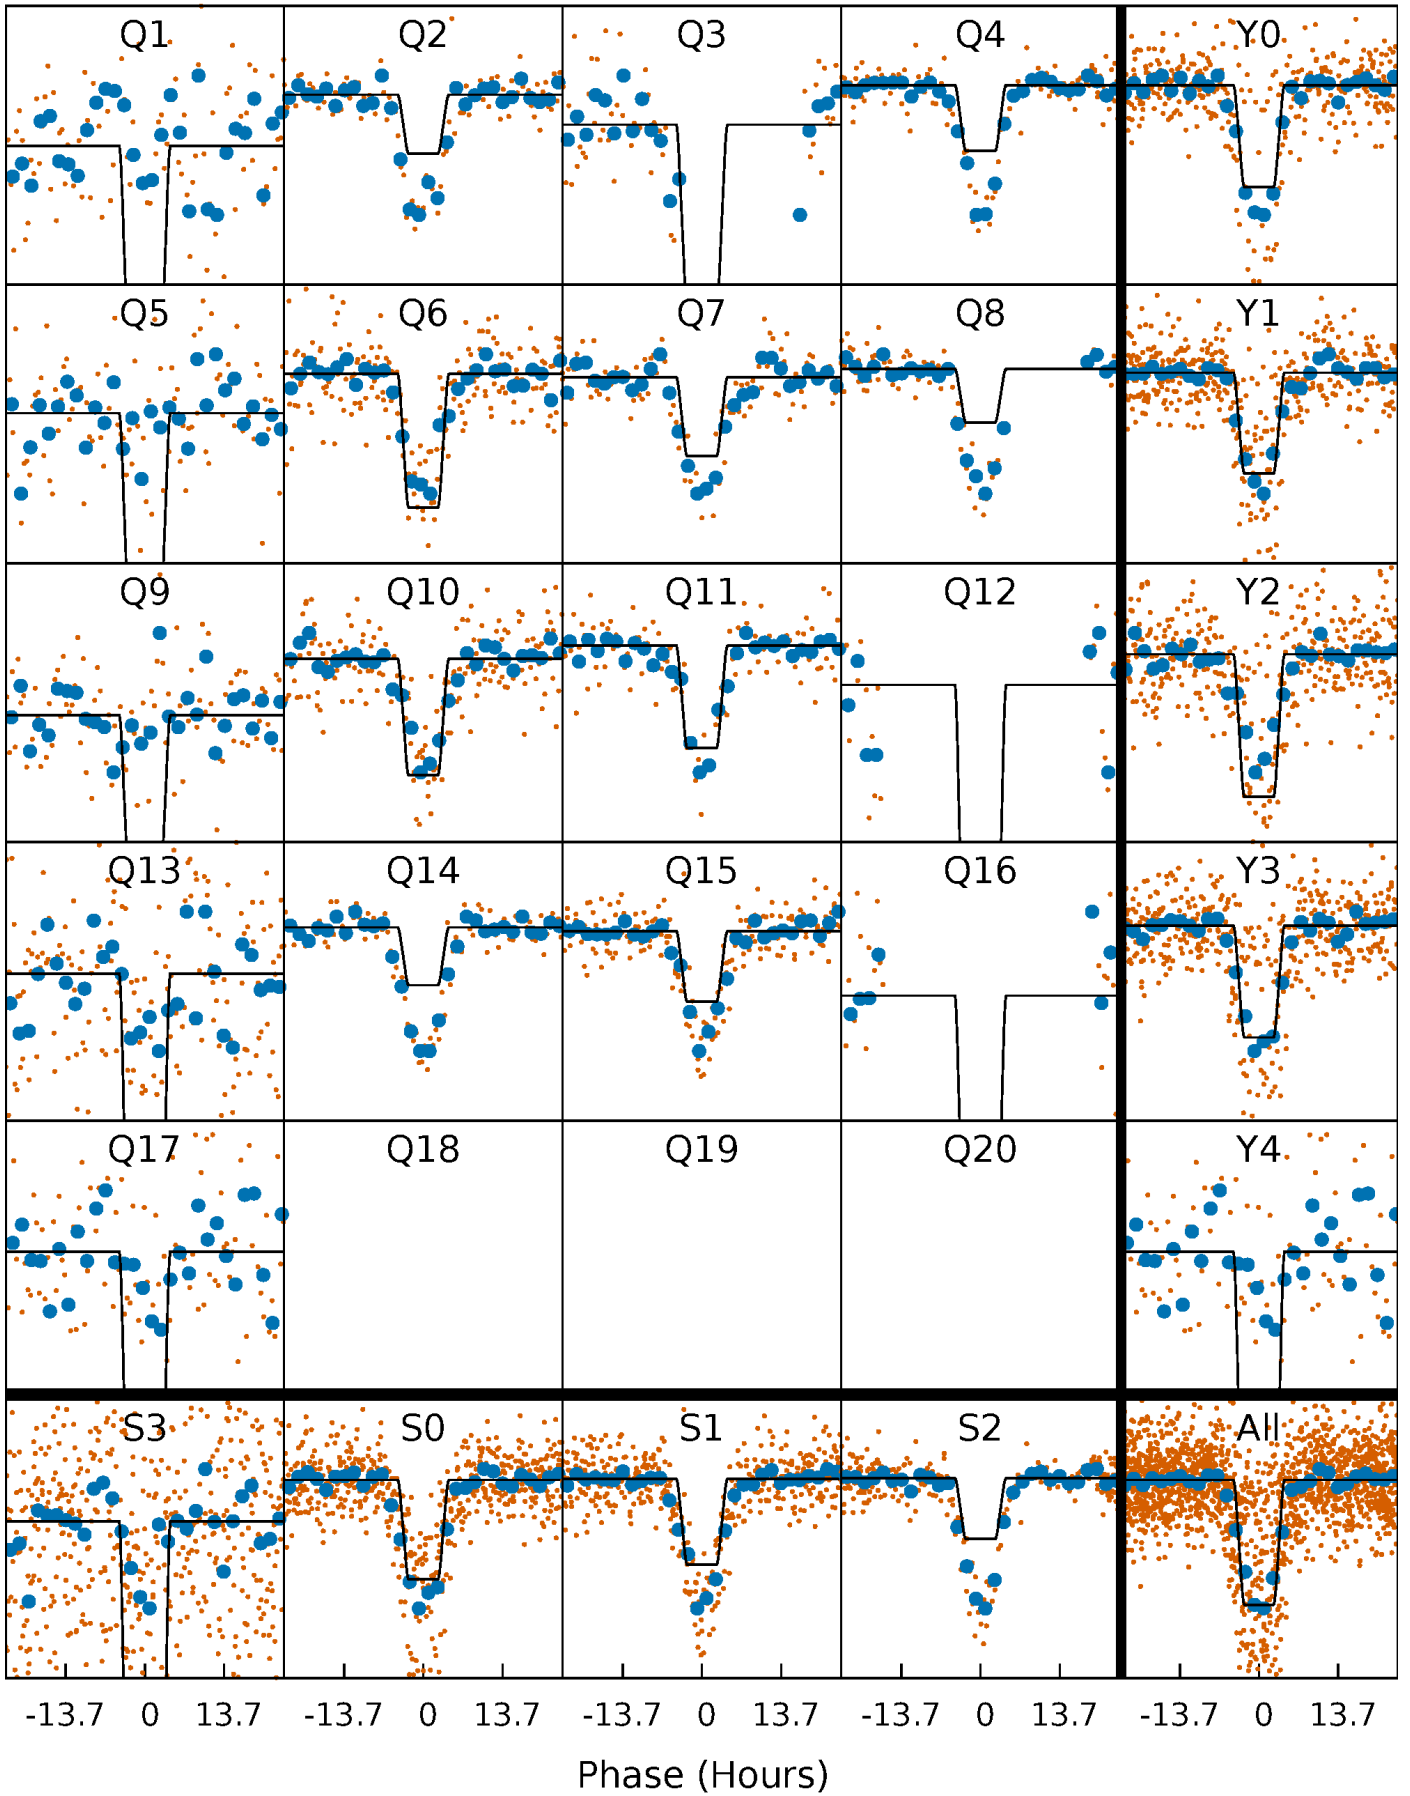 Q1 Q2 Q3 Q4 Y0
Q5 Q6 Q7 Q8 Y1
Q9 Q10 Q11 Q12 Y2
Q13 Q14 Q15 Q16 Y3
Q17 Q18 Q19 Q20 Y4
S3 S0 S1 S2 All
-13.7 0 13.7 -13.7 0 13.7 -13.7 0 13.7 -13.7 0 13.7 -13.7 0 13.7
Phase (Hours)